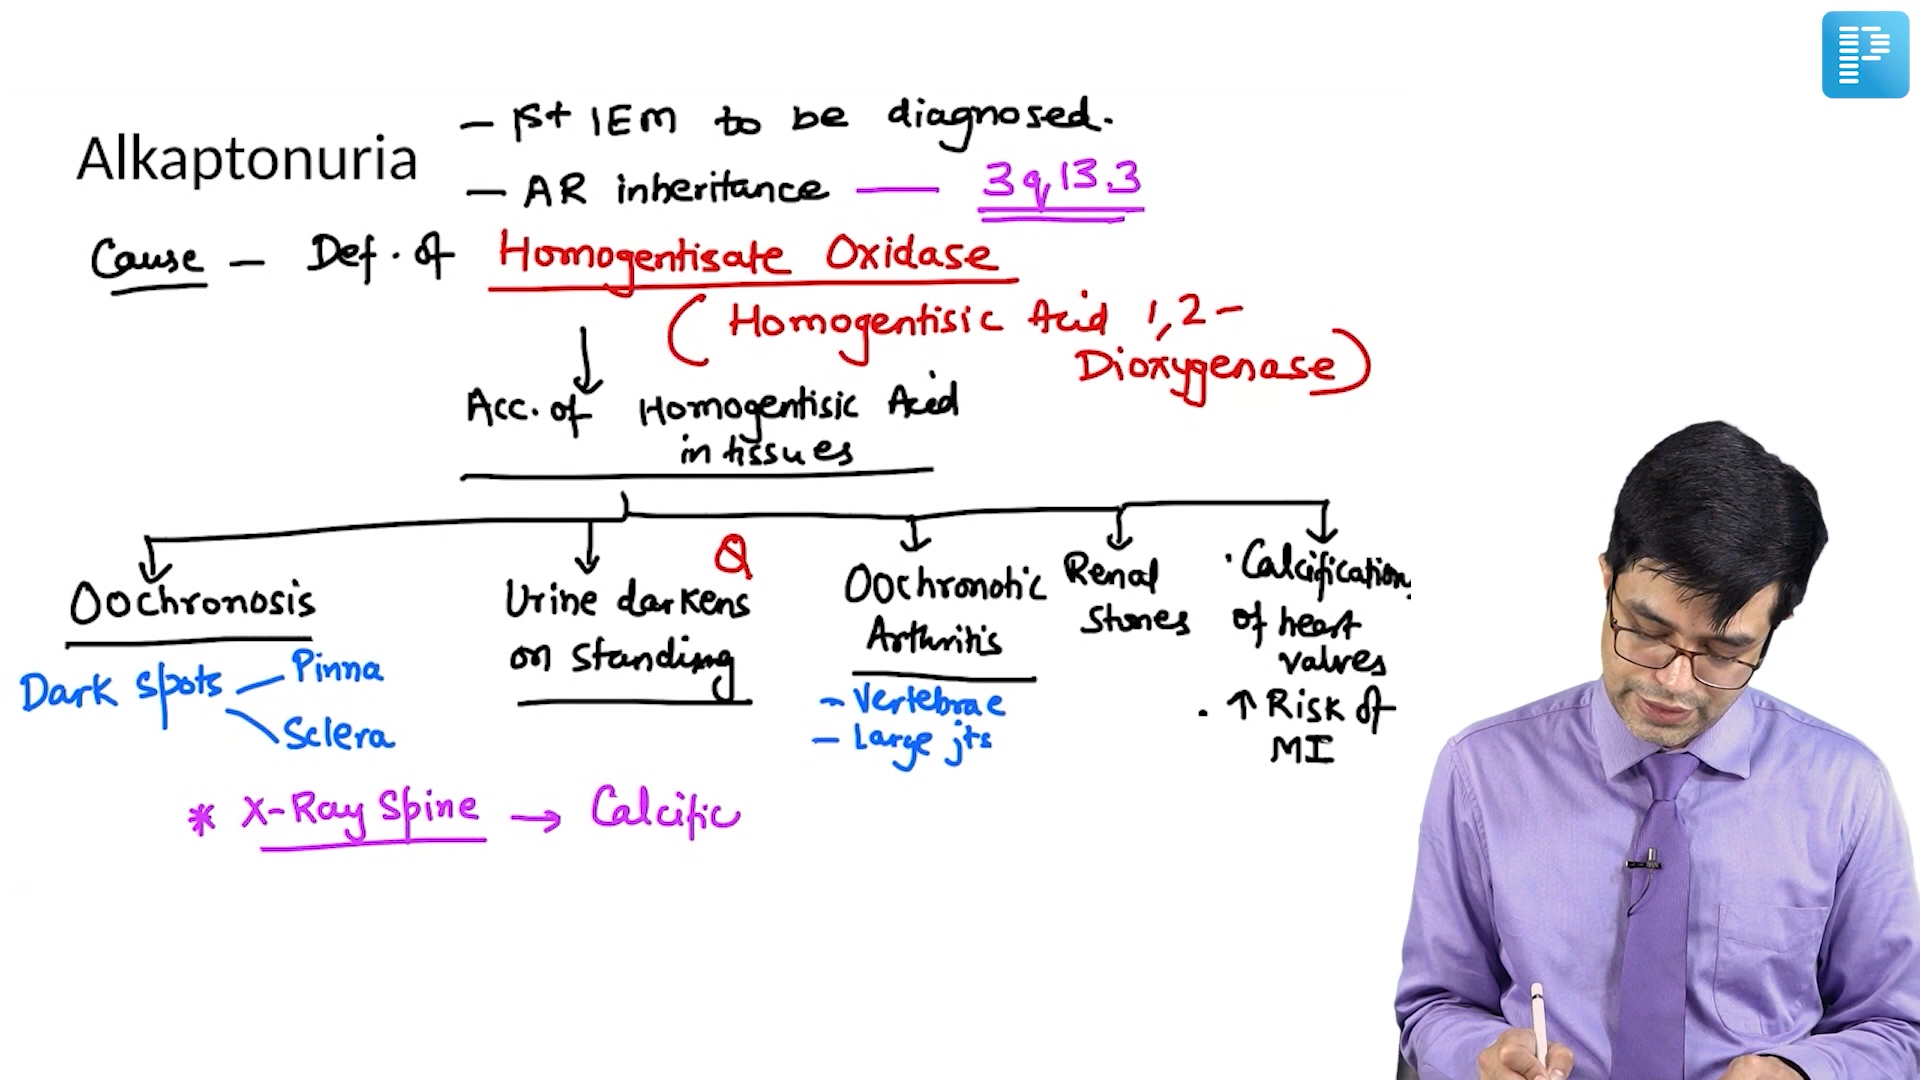 - 1st IEM to be diagnosed.
Alkaptonuria
- AR inheritance — 3q13.3
Cause - Def. of Homogentisate Oxidase
(Homogentisic Acid 1,2-
Dioxygenase)
Acc. of Homogentisic Acid
in tissues
Oochronosis
Dark spots
Pinna
Sclera
Q
Urine darkens
on standing
Oochronotic
Arthritis
- Vertebrae
- Large jts
Renal
Stones
· Calcification
of heart
valves
. ↑ Risk of
MI
* X-Ray Spine → Calcific
P